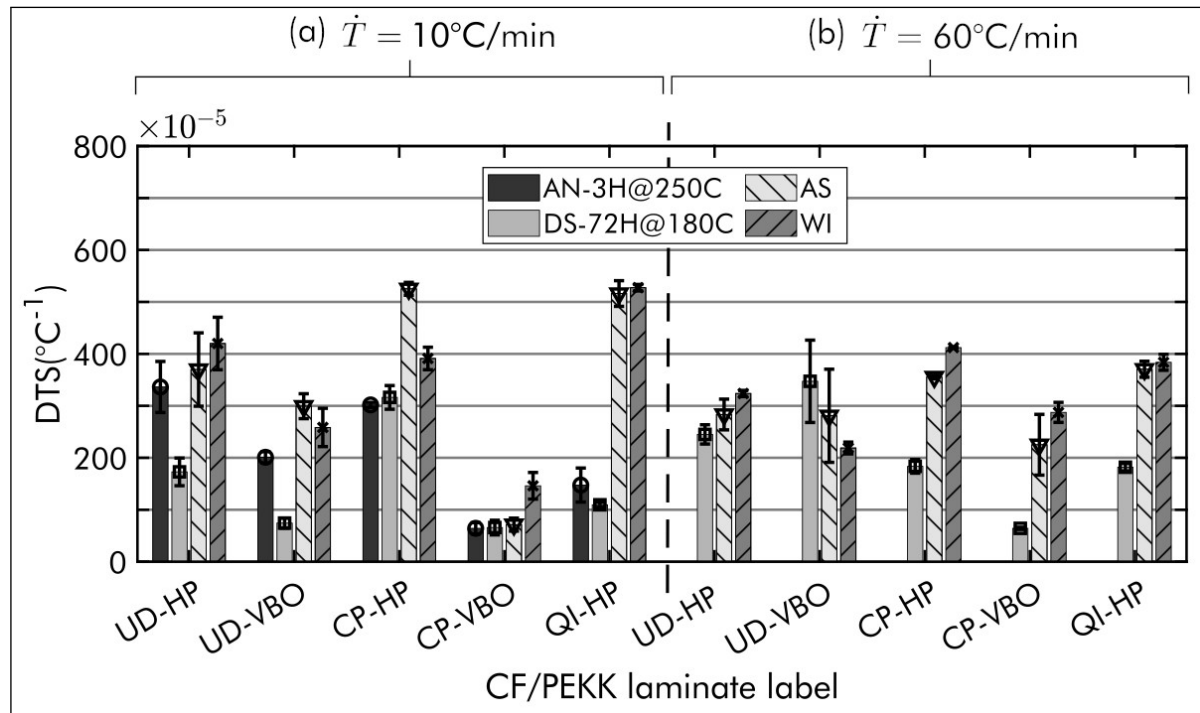 (a) Ṫ = 10°C/min
(b) Ṫ = 60°C/min
×10⁻⁵
800
600
400
200
0
DTS(°C⁻¹)
AN-3H@250C
AS
DS-72H@180C
WI
UD-HP
UD-VBO
CP-HP
CP-VBO
QI-HP
UD-HP
UD-VBO
CP-HP
CP-VBO
QI-HP
CF/PEKK laminate label